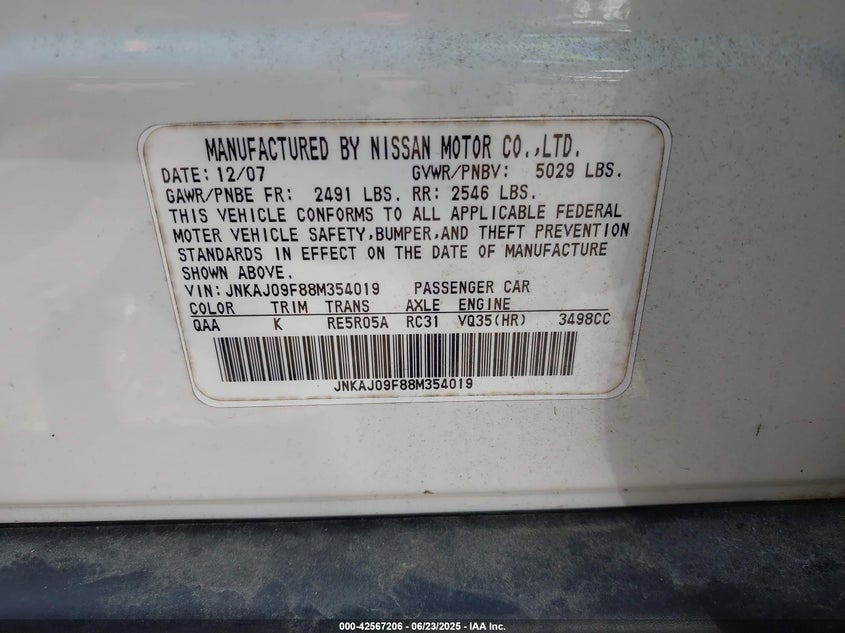 MANUFACTURED BY NISSAN MOTOR CO.,LTD.
DATE: 12/07 GVWR/PNBV: 5029 LBS.
GAWR/PNBE FR: 2491 LBS. RR: 2546 LBS.
THIS VEHICLE CONFORMS TO ALL APPLICABLE FEDERAL
MOTER VEHICLE SAFETY,BUMPER,AND THEFT PREVENTION
STANDARDS IN EFFECT ON THE DATE OF MANUFACTURE
SHOWN ABOVE.
VIN: JNKAJ09F88M354019 PASSENGER CAR
COLOR TRIM TRANS AXLE ENGINE
QAA K RE5R05A RC31 VQ35(HR) 3498CC
JNKAJ09F88M354019
000-42567206 - 06/23/2025 - IAA Inc.